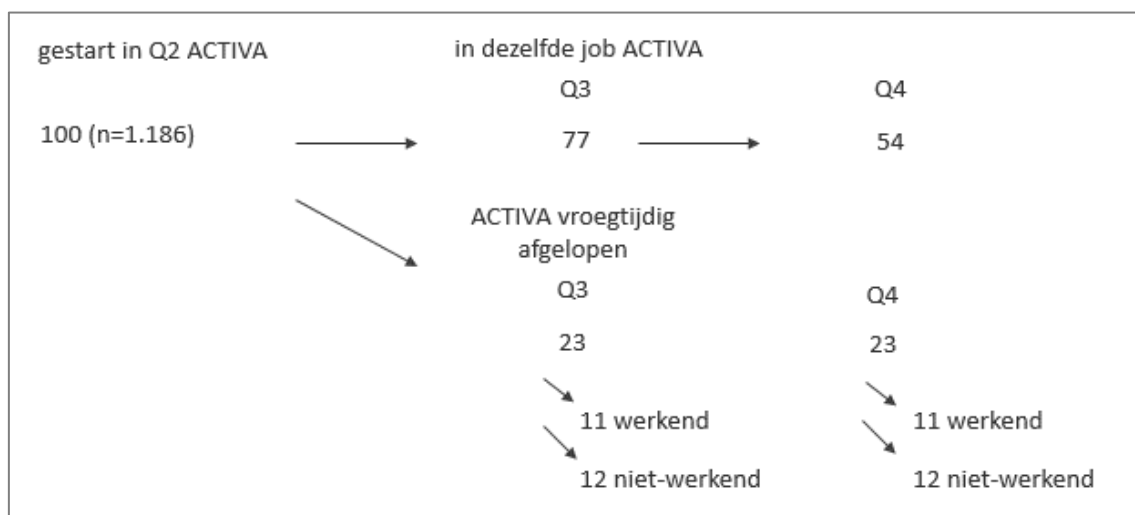 gestart in Q2 ACTIVA
in dezelfde job ACTIVA
Q3
Q4
100 (n=1.186)
77
54
ACTIVA vroegtijdig
afgelopen
Q3
Q4
23
23
11 werkend
11 werkend
12 niet-werkend
12 niet-werkend